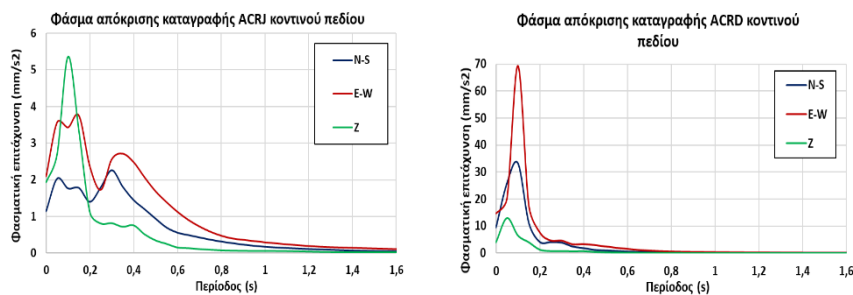 Φάσμα απόκρισης καταγραφής ACRJ κοντινού πεδίου
Φασματική επιτάχυνση (mm/s2)
6
5
4
3
2
1
0
N-S
E-W
Z
0 0,2 0,4 0,6 0,8 1 1,2 1,4 1,6
Περίοδος (s)
Φάσμα απόκρισης καταγραφής ACRD κοντινού
πεδίου
Φασματική επιτάχυνση (mm/s2)
70
60
50
40
30
20
10
0
N-S
E-W
Z
0 0,2 0,4 0,6 0,8 1 1,2 1,4 1,6
Περίοδος (s)